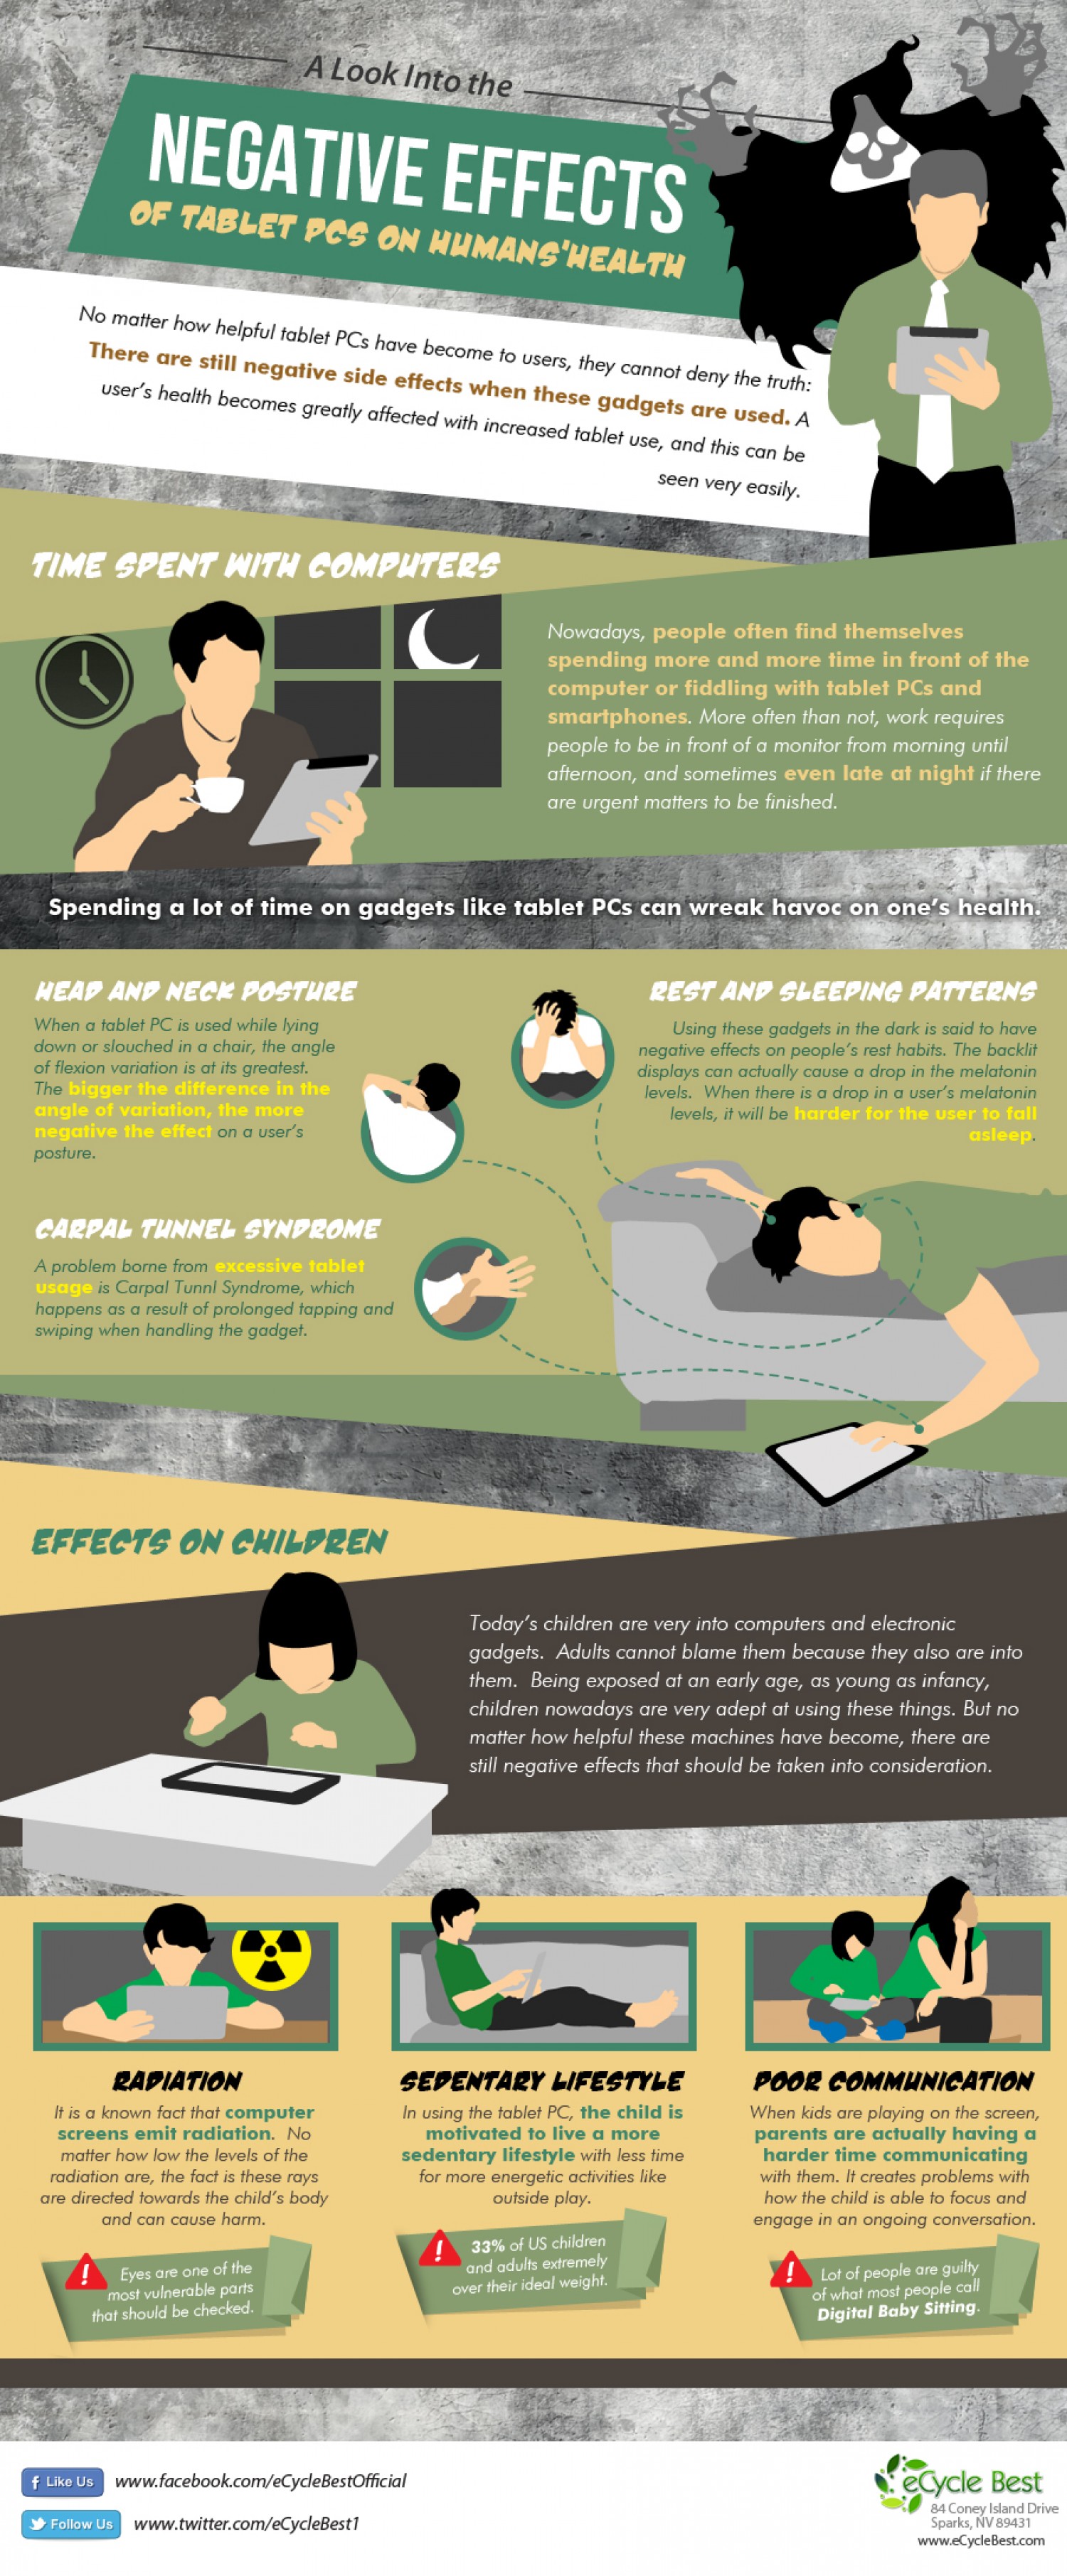 A Look Into the
NEGATIVE EFFECTS
OF TABLET PCS ON HUMANS'HEALTH
No matter how helpful tablet PCs have become to users, they cannot deny the truth:
There are still negative side effects when these gadgets are used. A
user's health becomes greatly affected with increased tablet use, and this can be
seen very easily.
TIME SPENT WITH COMPUTERS
Nowadays, people often find themselves
spending more and more time in front of the
computer or fiddling with tablet PCs and
smartphones. More often than not, work requires
people to be in front of a monitor from morning until
afternoon, and sometimes even late at night if there
are urgent matters to be finished.
Spending a lot of time on gadgets like tablet PCs can wreak havoc on one's health.
HEAD AND NECK POSTURE
When a tablet PC is used while lying
down or slouched in a chair, the angle
of flexion variation is at its greatest.
The bigger the difference in the
angle of variation, the more
negative the effect on a user's
posture.
REST AND SLEEPING PATTERNS
Using these gadgets in the dark is said to have
negative effects on people's rest habits. The backlit
displays can actually cause a drop in the melatonin
levels. When there is a drop in a user's melatonin
levels, it will be harder for the user to fall
asleep.
CARPAL TUNNEL SYNDROME
A problem borne from excessive tablet
usage is Carpal Tunnl Syndrome, which
happens as a result of prolonged tapping and
swiping when handling the gadget.
EFFECTS ON CHILDREN
Today's children are very into computers and electronic
gadgets. Adults cannot blame them because they also are into
them. Being exposed at an early age, as young as infancy,
children nowadays are very adept at using these things. But no
matter how helpful these machines have become, there are
still negative effects that should be taken into consideration.
RADIATION
It is a known fact that computer
screens emit radiation. No
matter how low the levels of the
radiation are, the fact is these rays
are directed towards the child's body
and can cause harm.
! Eyes are one of the
most vulnerable parts
that should be checked.
SEDENTARY LIFESTYLE
In using the tablet PC, the child is
motivated to live a more
sedentary lifestyle with less time
for more energetic activities like
outside play.
! 33% of US children
and adults extremely
over their ideal weight.
POOR COMMUNICATION
When kids are playing on the screen,
parents are actually having a
harder time communicating
with them. It creates problems with
how the child is able to focus and
engage in an ongoing conversation.
! Lot of people are guilty
of what most people call
Digital Baby Sitting.
f Like Us www.facebook.com/eCycleBestOfficial
Follow Us www.twitter.com/eCycleBest1
eCycle Best
84 Coney Island Drive
Sparks, NV 89431
www.eCycleBest.com